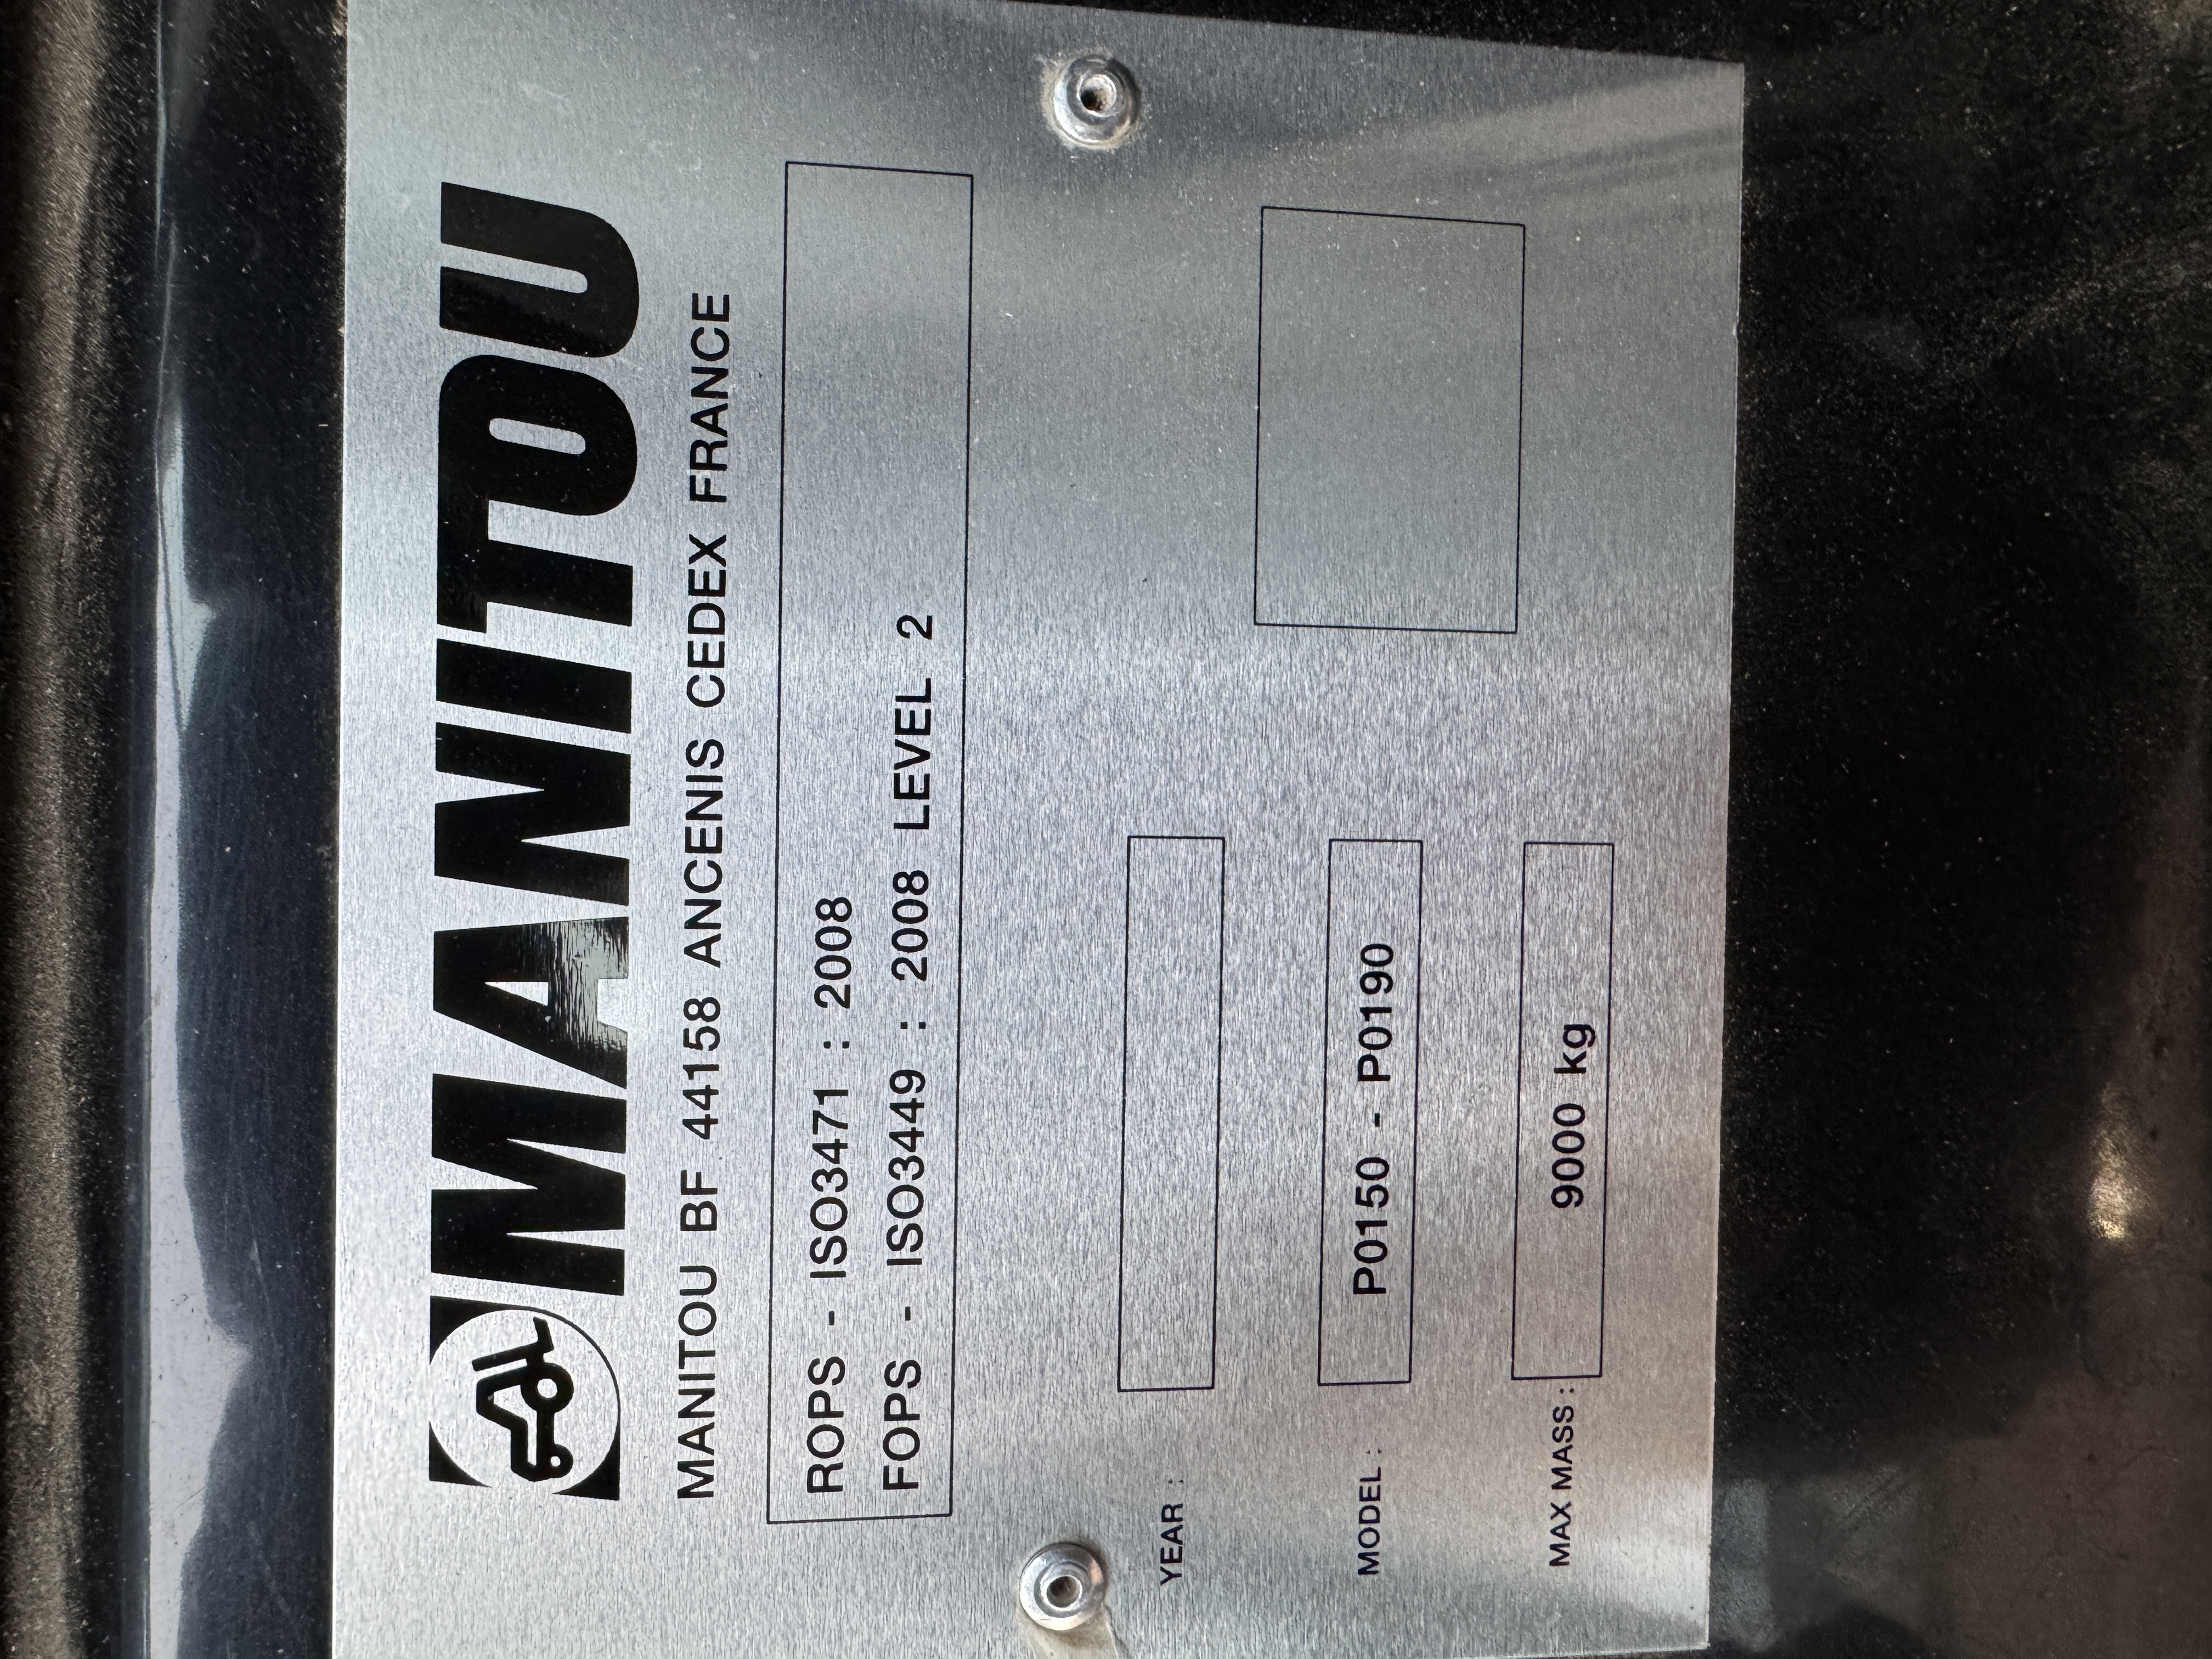 MANITOU
MANITOU BF 44158 ANCENIS CEDEX FRANCE
ROPS - ISO3471 : 2008
FOPS - ISO3449 : 2008 LEVEL 2
YEAR :
MODEL : P0150 - P0190
MAX MASS : 9000 kg